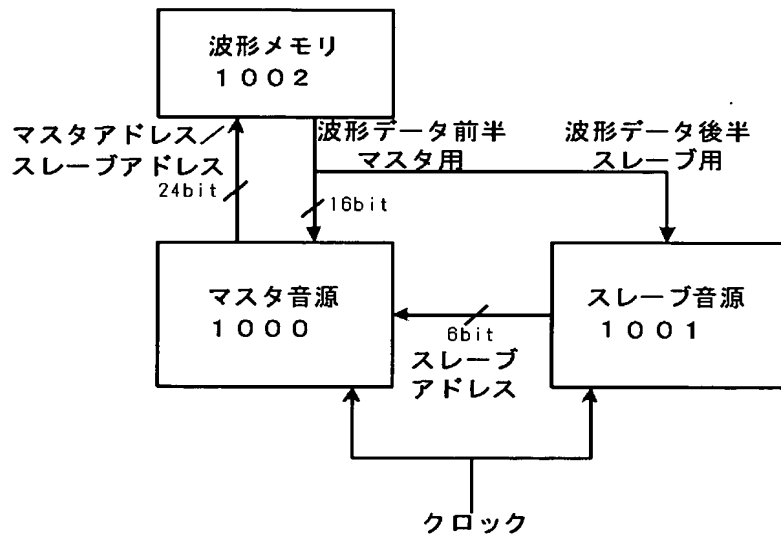 波形メモリ
１００２
マスタアドレス／
スレーブアドレス
24bit
波形データ前半
マスタ用
16bit
波形データ後半
スレーブ用
マスタ音源
１０００
6bit
スレーブ
アドレス
スレーブ音源
１００１
クロック